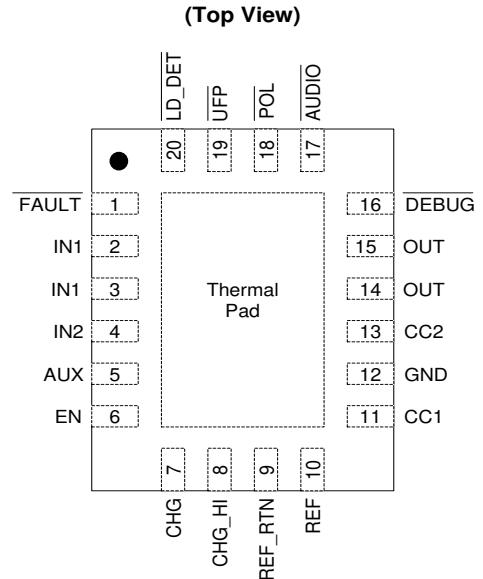 (Top View)
LD_DET
UFP
POL
AUDIO
20 19 18 17
FAULT 1
IN1 2
IN1 3
IN2 4
AUX 5
EN 6
Thermal
Pad
16 DEBUG
15 OUT
14 OUT
13 CC2
12 GND
11 CC1
7 8 9 10
CHG
CHG_HI
REF_RTN
REF